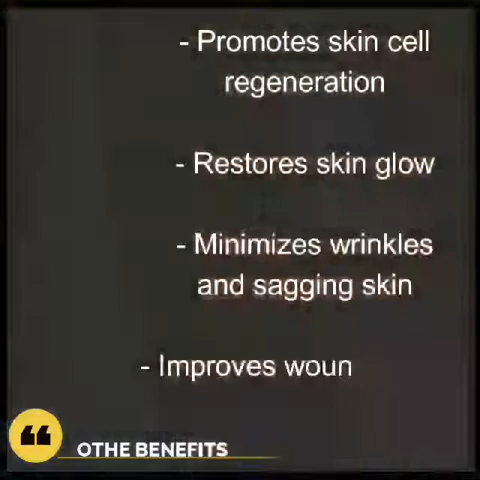 - Promotes skin cell
regeneration
- Restores skin glow
- Minimizes wrinkles
and sagging skin
- Improves woun
OTHE BENEFITS